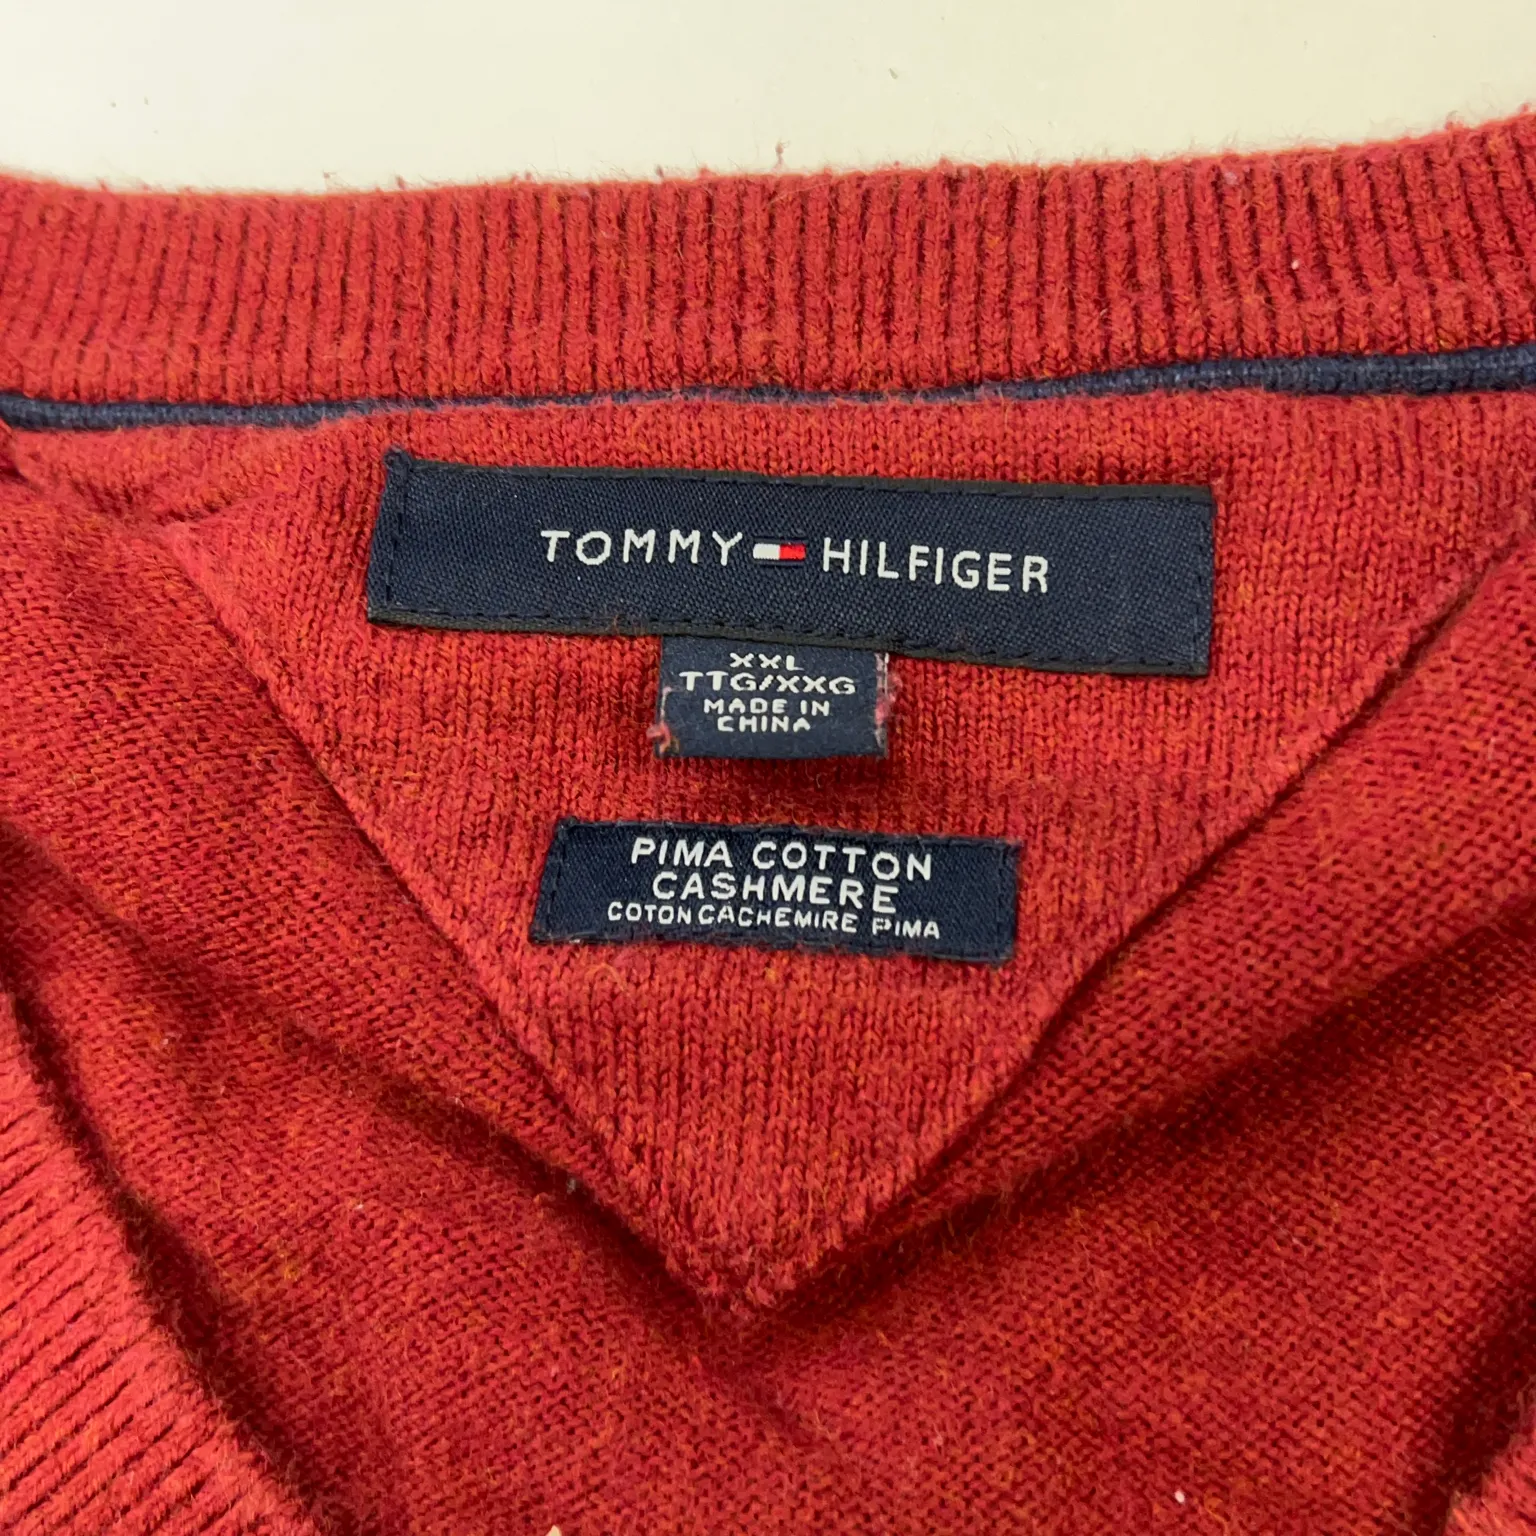 TOMMY HILFIGER
XXL
TTG/XXG
MADE IN
CHINA
PIMA COTTON
CASHMERE
COTON CACHEMIRE PIMA